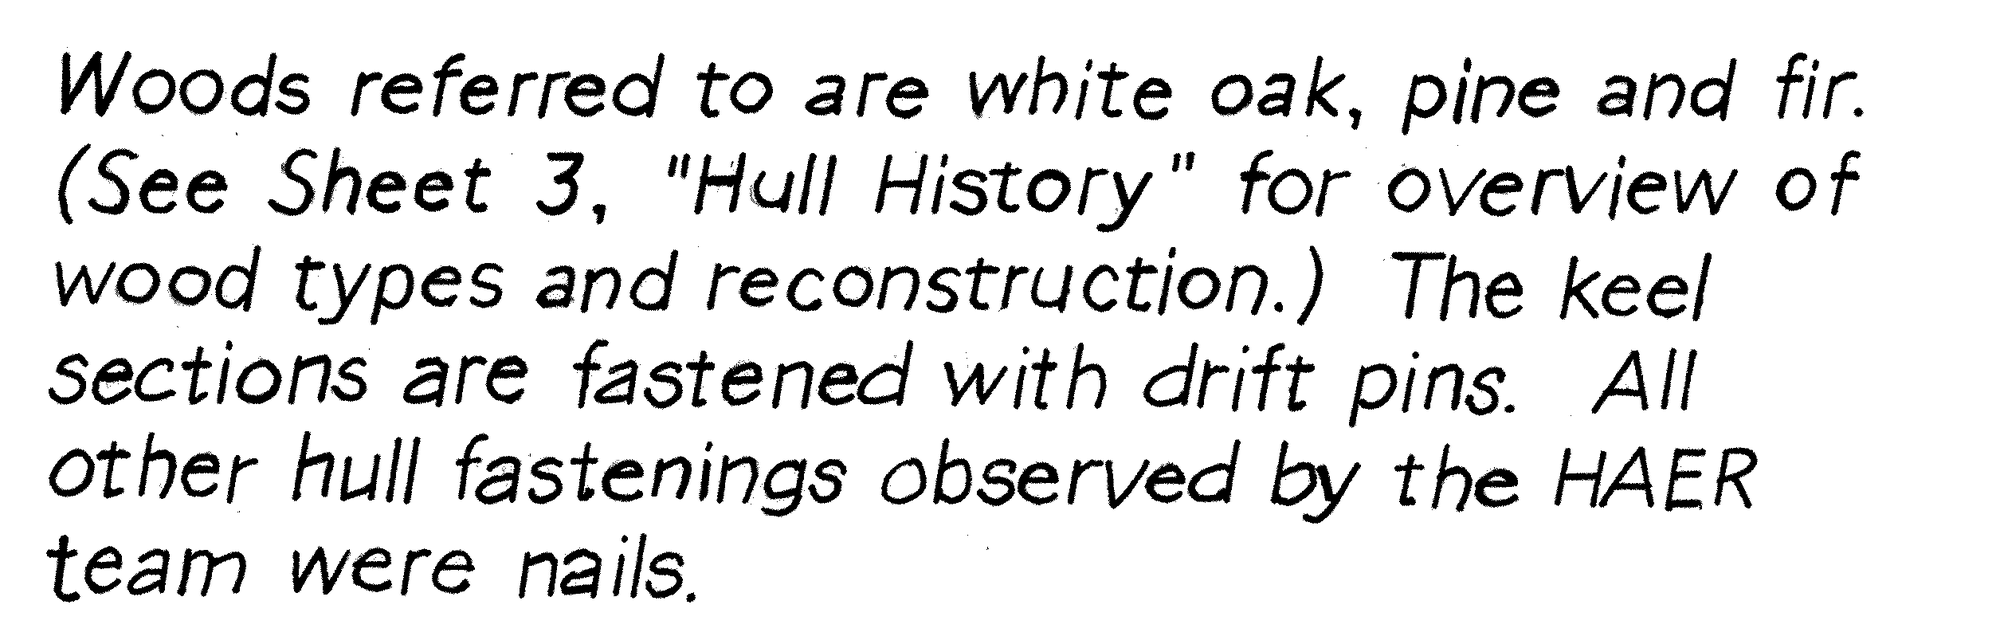 Woods referred to are white oak, pine and fir.
(See Sheet 3, "Hull History" for overview of
wood types and reconstruction.) The keel
sections are fastened with drift pins. All
other hull fastenings observed by the HAER
team were nails.